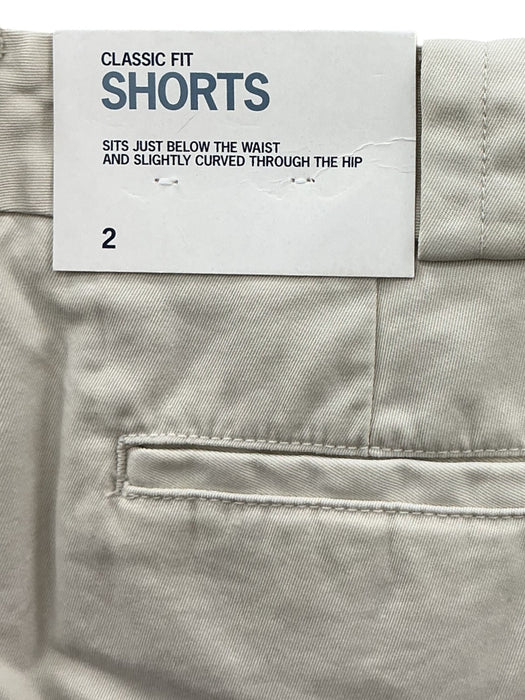 CLASSIC FIT
SHORTS
SITS JUST BELOW THE WAIST
AND SLIGHTLY CURVED THROUGH THE HIP
2